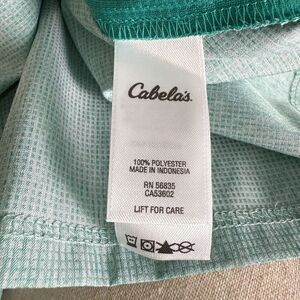 Cabela's
100% POLYESTER
MADE IN INDONESIA
RN 56835
CA53602
LIFT FOR CARE